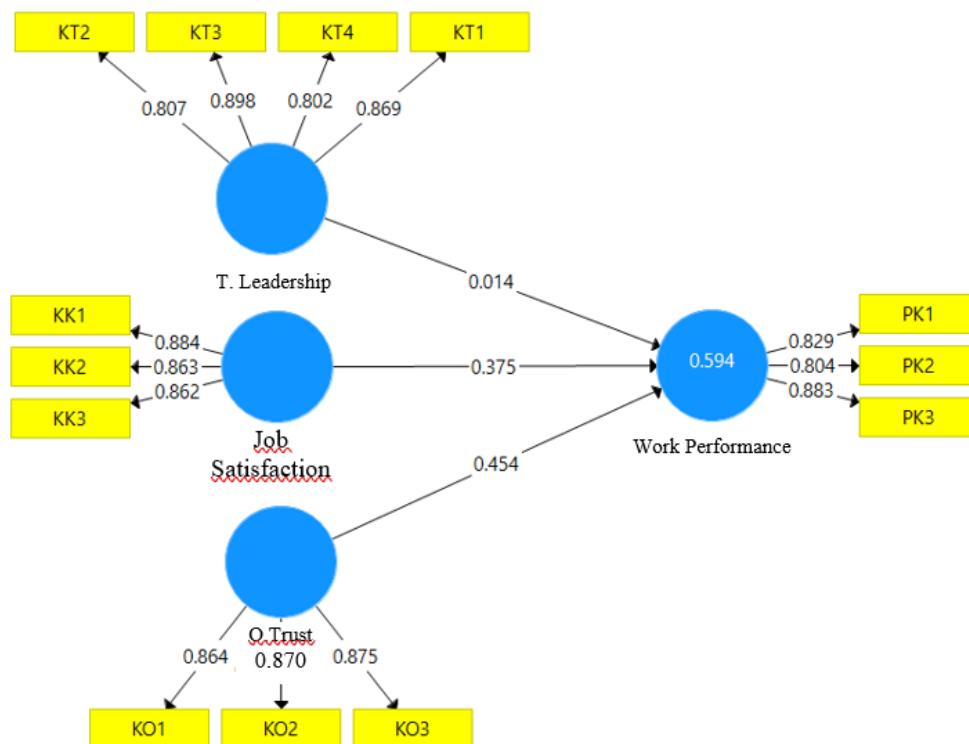 KT2 KT3 KT4 KT1
0.807 0.898 0.802 0.869
T. Leadership
0.014
KK1
KK2
KK3
0.884
0.863
0.862
Job
Satisfaction
0.375
0.594
Work Performance
PK1
PK2
PK3
0.829
0.804
0.883
0.454
O.Trust
0.864 0.870 0.875
KO1 KO2 KO3